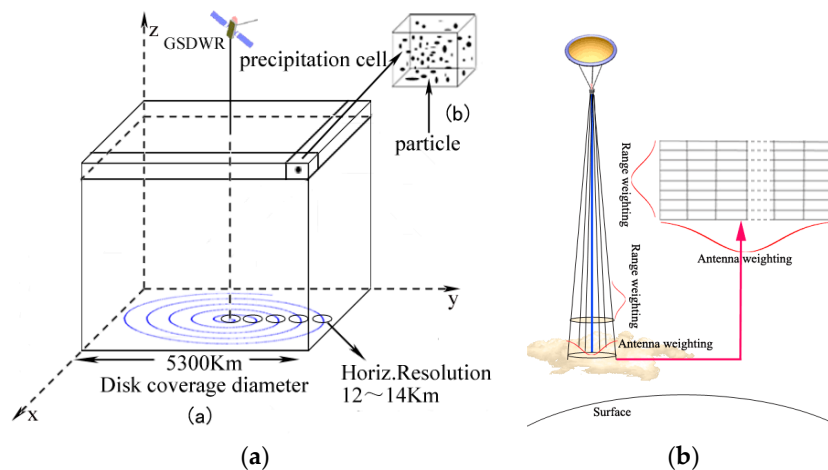 z
GSDWR
precipitation cell
(b)
particle
y
5300Km
Disk coverage diameter
Horiz.Resolution
12～14Km
x
(a)
(a)
Range weighting
Antenna weighting
Range weighting
Antenna weighting
Surface
(b)